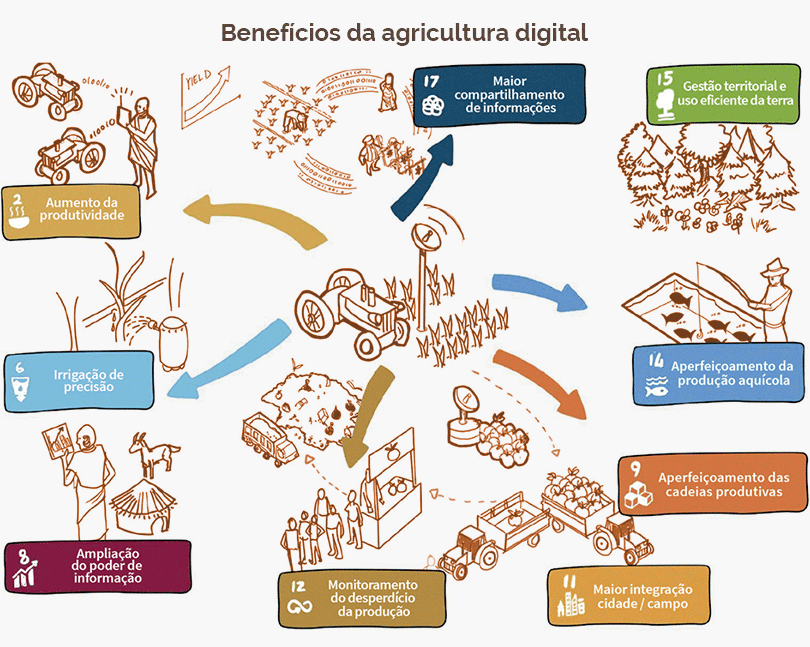 Benefícios da agricultura digital
17
Maior
compartilhamento
de informações
15
Gestão territorial e
uso eficiente da terra
YIELD
010010
010010
2
Aumento da
produtividade
6
Irrigação de
precisão
14
Aperfeiçoamento da
produção aquícola
9
Aperfeiçoamento das
cadeias produtivas
8
Ampliação
do poder de
informação
12
Monitoramento
do desperdício
da produção
11
Maior integração
cidade / campo